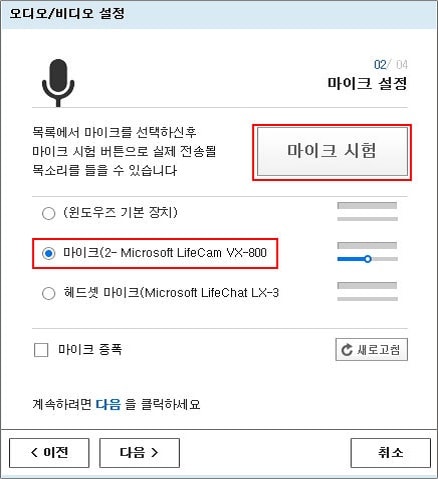 오디오/비디오 설정
02/ 04
마이크 설정
목록에서 마이크를 선택하신후
마이크 시험 버튼으로 실제 전송될
목소리를 들을 수 있습니다
마이크 시험
(윈도우즈 기본 장치)
마이크(2- Microsoft LifeCam VX-800
헤드셋 마이크(Microsoft LifeChat LX-3
마이크 증폭
새로고침
계속하려면 다음 을 클릭하세요
< 이전
다음 >
취소